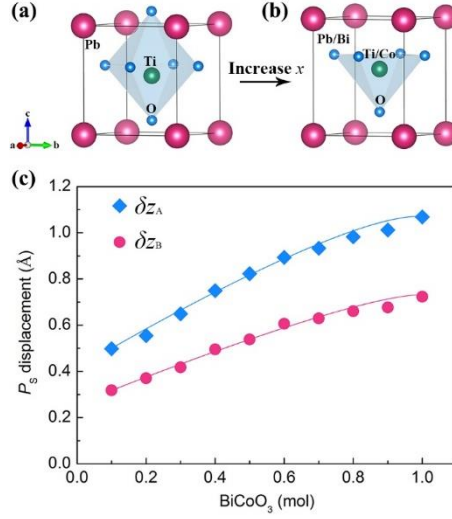 (a)
(b)
Pb
Ti
O
c
a
b
Increase x
Pb/Bi
Ti/Co
O
(c)
δzA
δzB
PS displacement (Å)
1.2
1.0
0.8
0.6
0.4
0.2
0.0
0.0 0.2 0.4 0.6 0.8 1.0
BiCoO3 (mol)